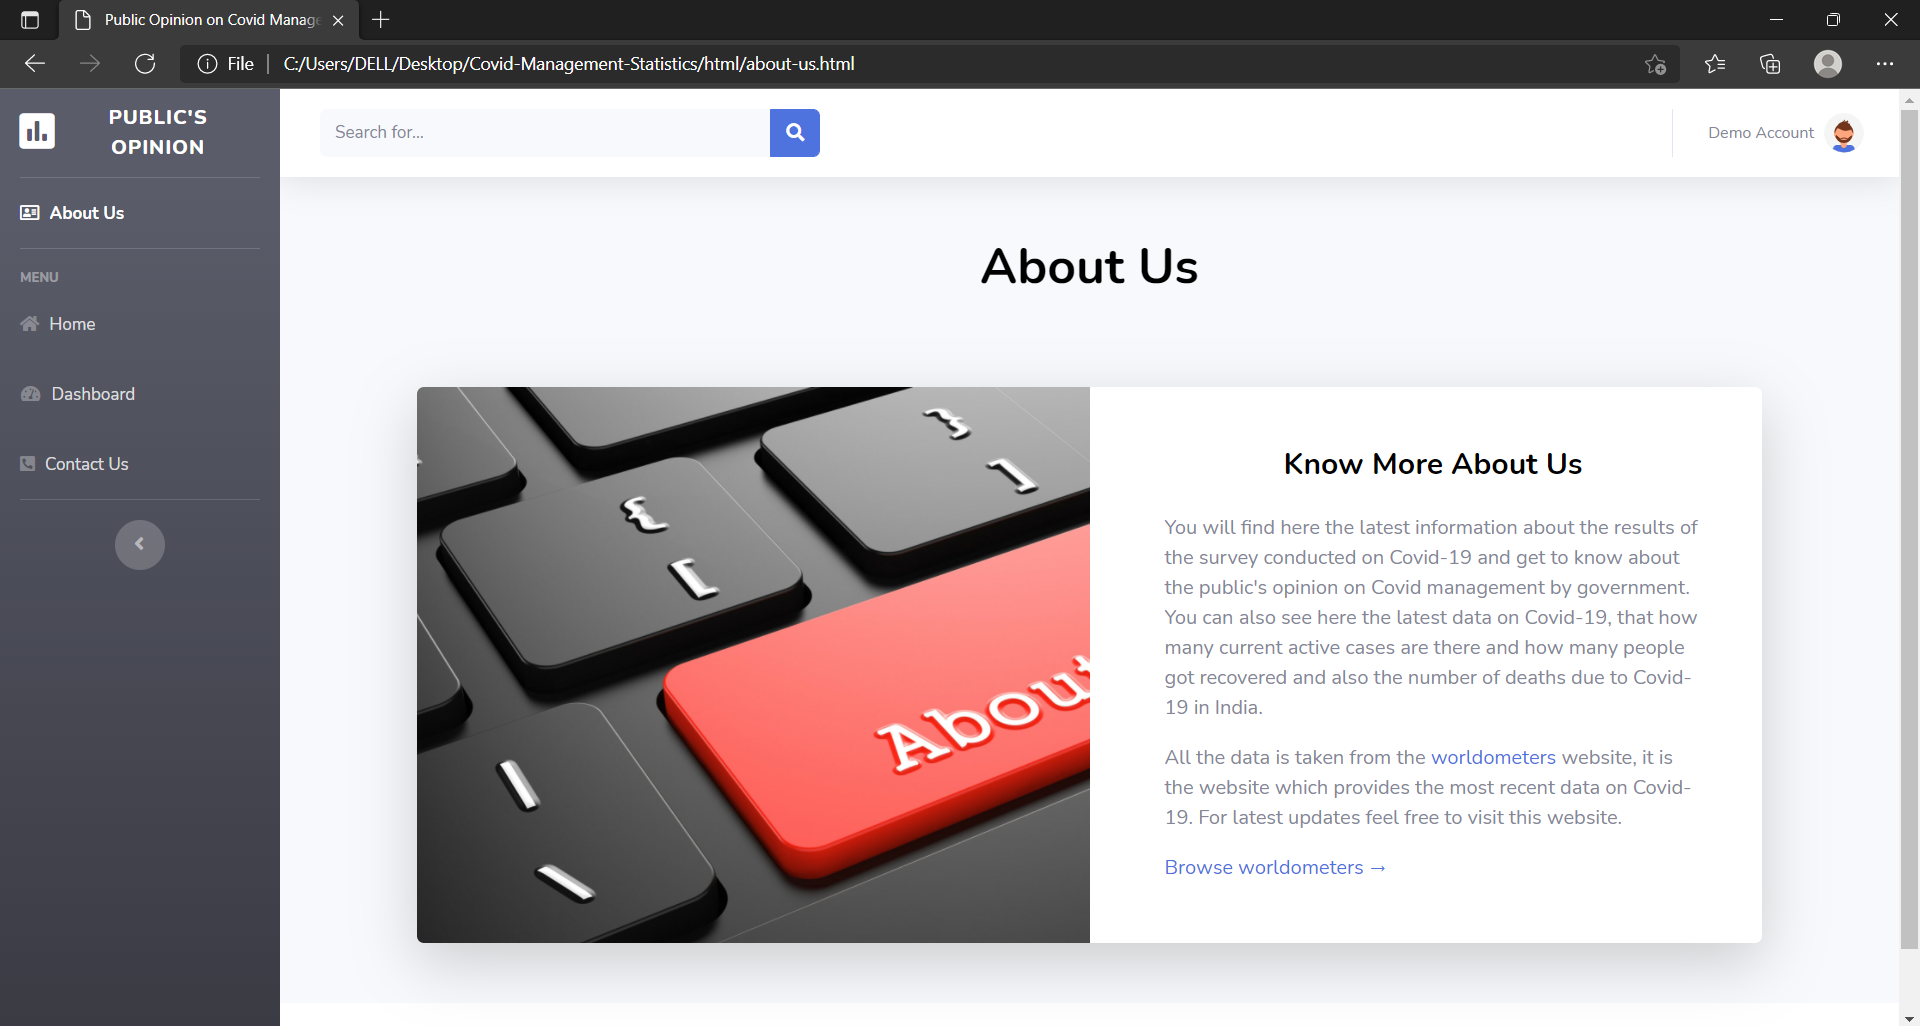 Public Opinion on Covid Manage
File
C:/Users/DELL/Desktop/Covid-Management-Statistics/html/about-us.html
PUBLIC'S
OPINION
About Us
MENU
Home
Dashboard
Contact Us
Search for...
Demo Account
About Us
}
]
{
[
About
\
Know More About Us
You will find here the latest information about the results of
the survey conducted on Covid-19 and get to know about
the public's opinion on Covid management by government.
You can also see here the latest data on Covid-19, that how
many current active cases are there and how many people
got recovered and also the number of deaths due to Covid-
19 in India.
All the data is taken from the worldometers website, it is
the website which provides the most recent data on Covid-
19. For latest updates feel free to visit this website.
Browse worldometers →